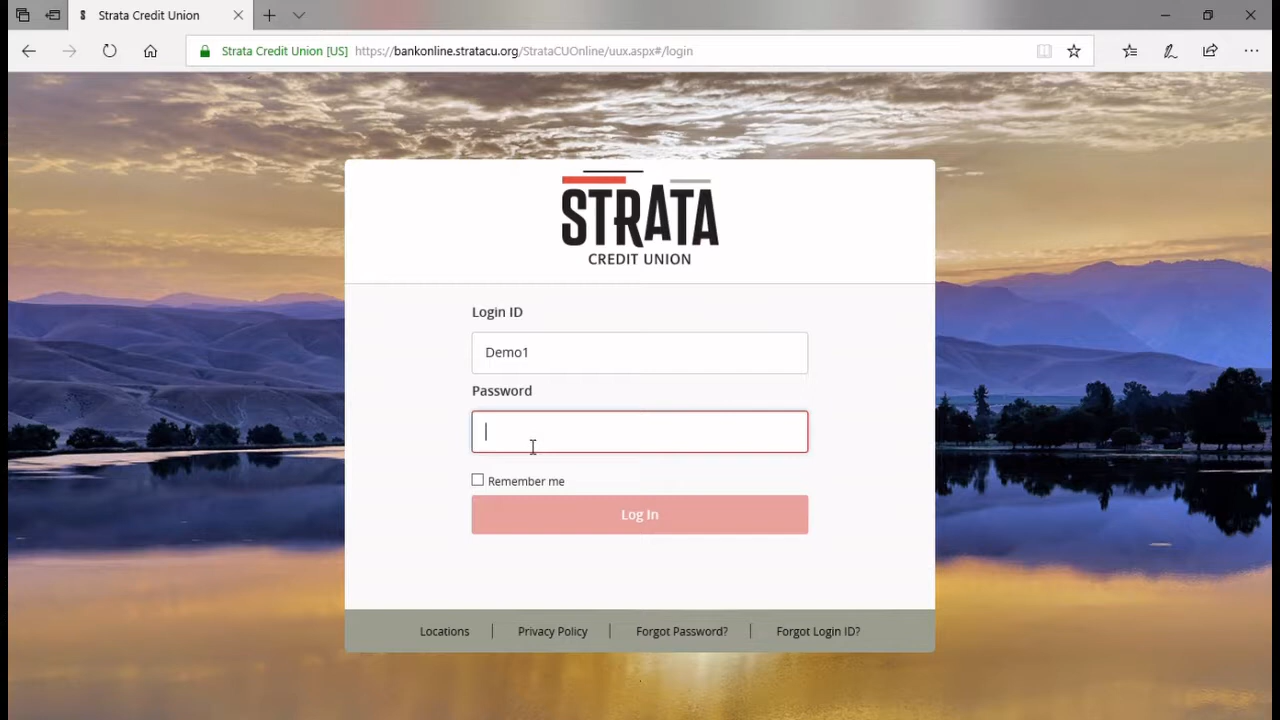 Strata Credit Union
Strata Credit Union [US] https://bankonline.stratacu.org/StrataCUOnline/uux.aspx#/login
STRATA
CREDIT UNION
Login ID
Demo1
Password
Remember me
Log In
Locations Privacy Policy Forgot Password? Forgot Login ID?